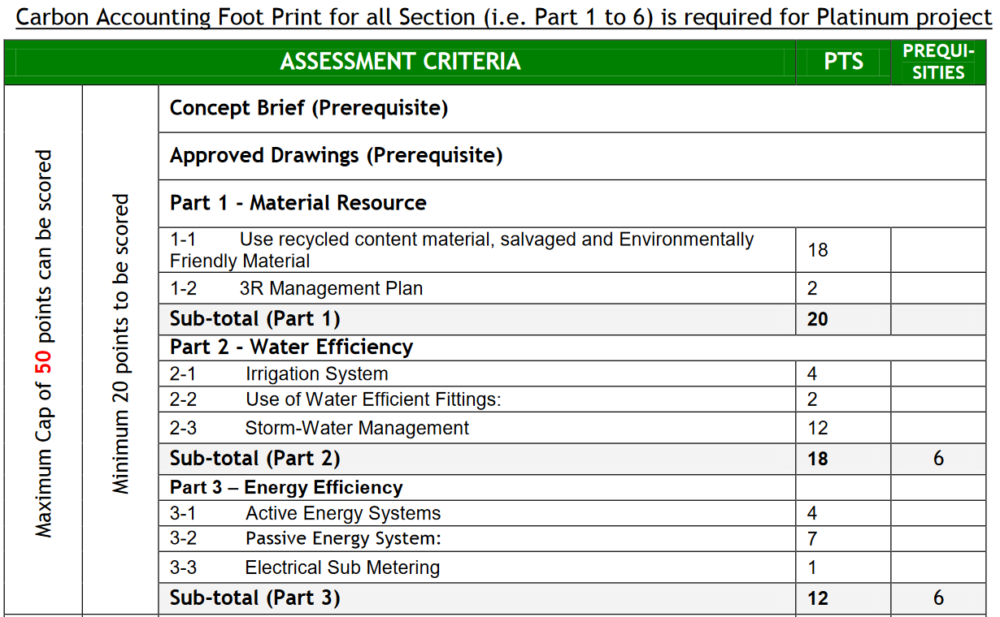 Carbon Accounting Foot Print for all Section (i.e. Part 1 to 6) is required for Platinum project
ASSESSMENT CRITERIA PTS PREQUI-
SITIES
Maximum Cap of 50 points can be scored
Minimum 20 points to be scored
Concept Brief (Prerequisite)
Approved Drawings (Prerequisite)
Part 1 - Material Resource
1-1 Use recycled content material, salvaged and Environmentally
Friendly Material 18
1-2 3R Management Plan 2
Sub-total (Part 1) 20
Part 2 - Water Efficiency
2-1 Irrigation System 4
2-2 Use of Water Efficient Fittings: 2
2-3 Storm-Water Management 12
Sub-total (Part 2) 18 6
Part 3 – Energy Efficiency
3-1 Active Energy Systems 4
3-2 Passive Energy System: 7
3-3 Electrical Sub Metering 1
Sub-total (Part 3) 12 6